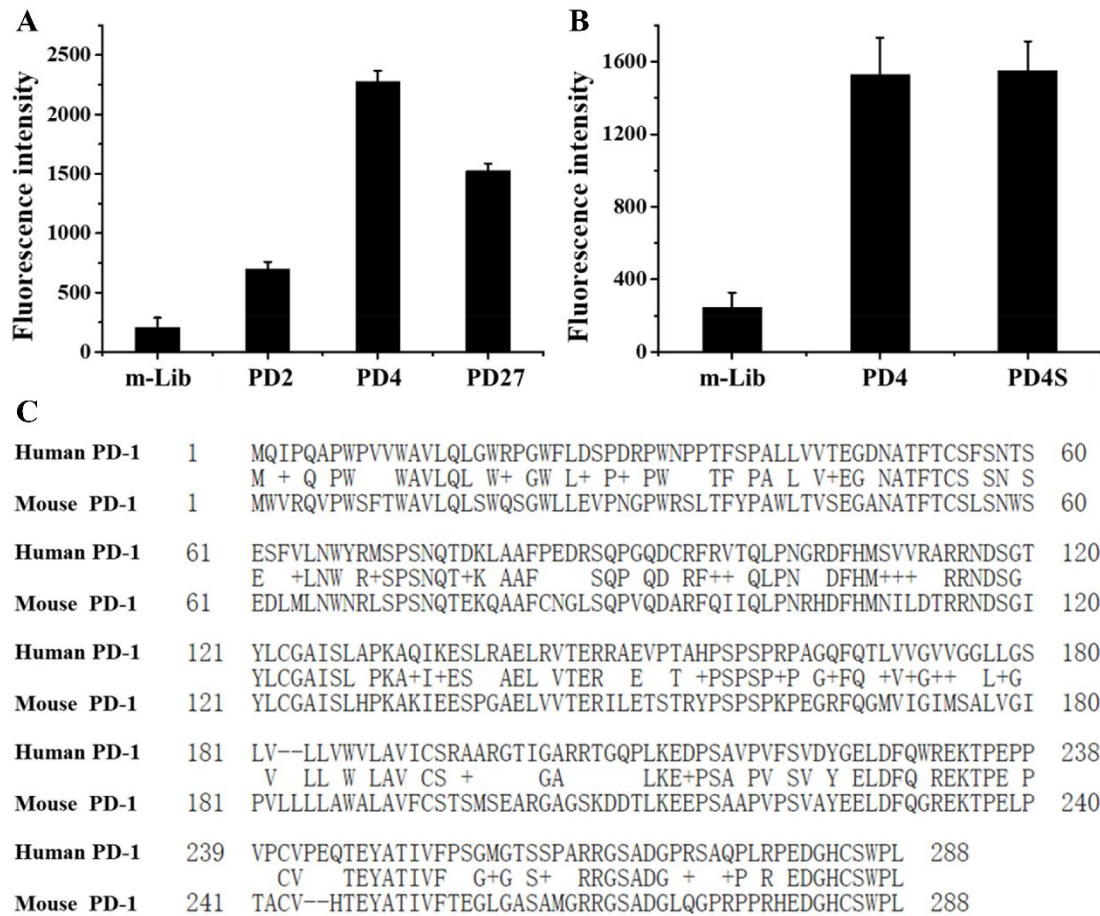 A
Fluorescence intensity
2500
2000
1500
1000
500
0
m-Lib PD2 PD4 PD27
B
Fluorescence intensity
1600
1200
800
400
0
m-Lib PD4 PD4S
C
Human PD-1 1 MQIPQAPWPVVWAVLQLGWRPGWFLDSPDRPWNPPTFSPALLVVTEGDNATFTCSFSNTS 60
M + Q PW WAVLQL W+ GW L+ P+ PW TF PA L V+EG NATFTCS SN S
Mouse PD-1 1 MWVRQVPWSFTWAVLQLSWQSGWLLEVPNGPWRSLTFYPAWLTVSEGANATFTCSLSNWS 60
Human PD-1 61 ESFVLNWYRMSPSNQTDKLAAFPEDRSQPGQDCRFRVTQLPNGRDFHMSVVRARRNDSGT 120
E +LNW R+SPSNQT+K AAF SQP QD RF++ QLPN DFHM+++ RRNDSG
Mouse PD-1 61 EDLMLNWNRLSPSNQTEKQAAFCNGLSQPVQDARFQIIQLPNRHDFHMNILDTRRNDSGI 120
Human PD-1 121 YLCGAISLAPKAQIKESLRAELRVTERRAEVPTAHPSPSPRPAGQFQTLVVGVVGGLLGS 180
YLCGAISL PKA+I+ES AEL VTER E T +PSPSP+P G+FQ +V+G++ L+G
Mouse PD-1 121 YLCGAISLHPKAKIEESPGAELVVTERILETSTRYPSPSPKPEGRFQGMVIGIMSALVGI 180
Human PD-1 181 LV--LLVWVLAVICSRAARGTIGARRTGQPLKEDPSAVPVFSVDYGELDFQWREKTPEPP 238
V LL W LAV CS + GA LKE+PSA PV SV Y ELDFQ REKTPE P
Mouse PD-1 181 PVLLLLAWALAVFCSTSMSEARGAGSKDDTLKEEPSAAPVPSVAYEELDFQGREKTPELP 240
Human PD-1 239 VPCVPEQTEYATIVFPSGMGTSSPARRGSADGPRSAQPLRPEDGHCSWPL 288
CV TEYATIVF G+G S+ RRGSADG + +P R EDGHCSWPL
Mouse PD-1 241 TACV--HTEYATIVFTEGLGASAMGRRGSADGLQGPRPPRHEDGHCSWPL 288